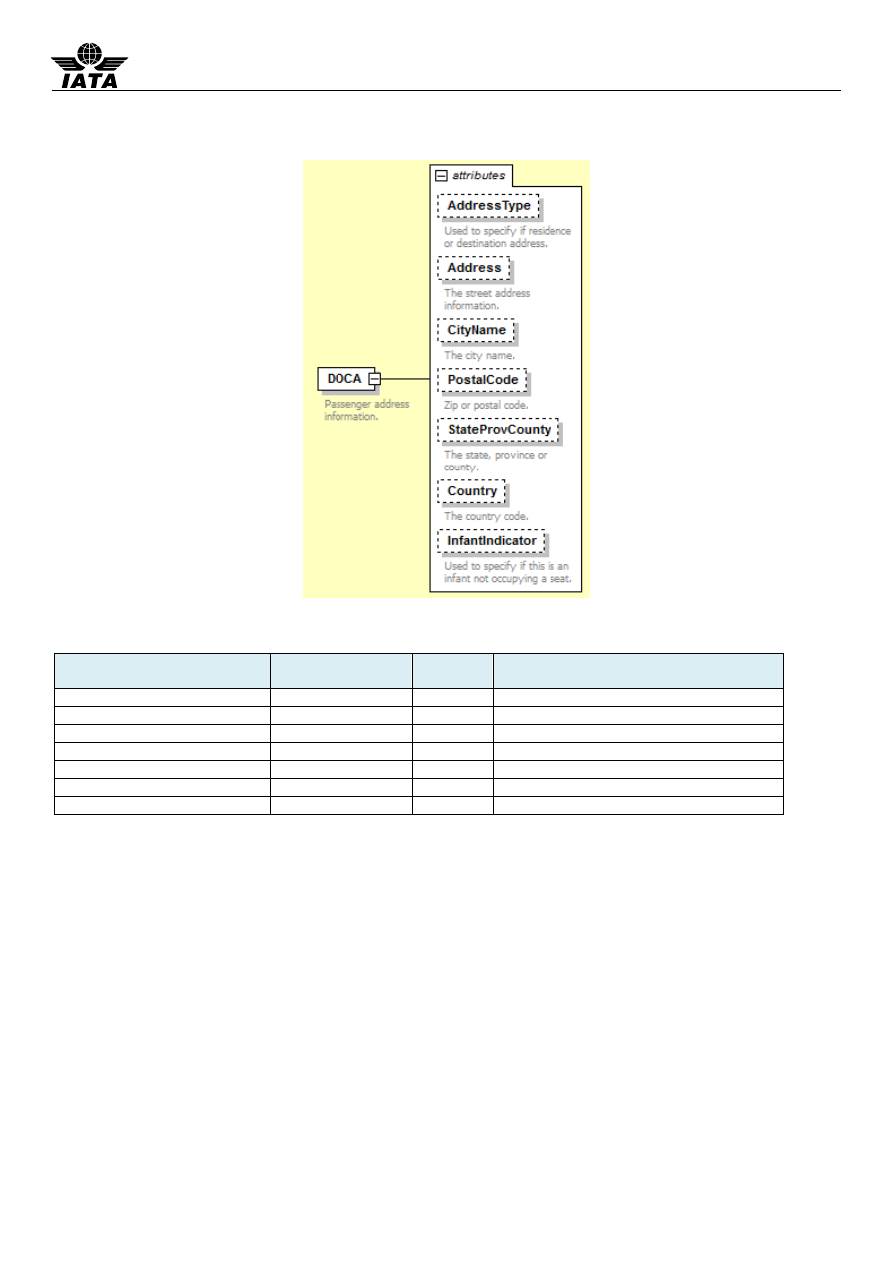 IATA
attributes
AddressType
Used to specify if residence
or destination address.
Address
The street address
information.
CityName
The city name.
DOCA
Passenger address
information.
PostalCode
Zip or postal code.
StateProvCounty
The state, province or
county.
Country
The country code.
InfantIndicator
Used to specify if this is an
infant not occupying a seat.